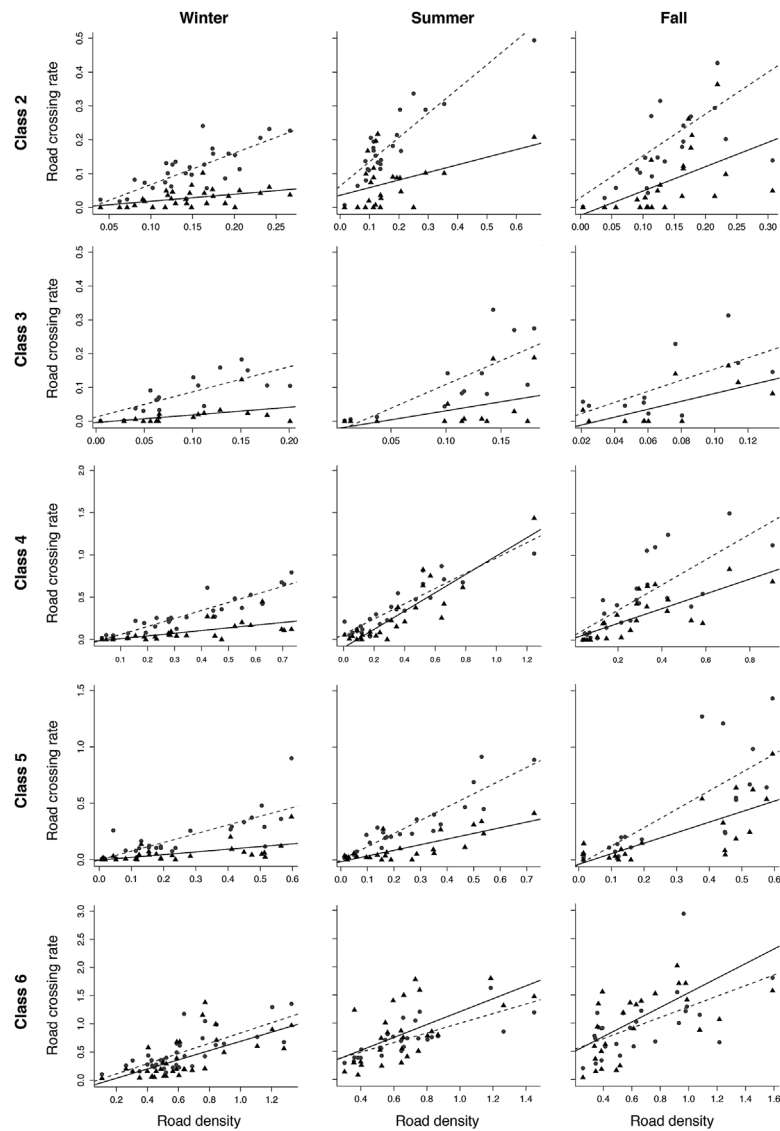 Winter Summer Fall
Class 2
Road crossing rate
0.0 0.1 0.2 0.3 0.4 0.5
0.05 0.10 0.15 0.20 0.25
0.0 0.1 0.2 0.3 0.4 0.5 0.6
0.00 0.05 0.10 0.15 0.20 0.25 0.30
Class 3
Road crossing rate
0.0 0.1 0.2 0.3 0.4 0.5
0.00 0.05 0.10 0.15 0.20
0.05 0.10 0.15
0.02 0.04 0.06 0.08 0.10 0.12
Class 4
Road crossing rate
0.0 0.5 1.0 1.5 2.0
0.1 0.2 0.3 0.4 0.5 0.6 0.7
0.0 0.2 0.4 0.6 0.8 1.0 1.2
0.2 0.4 0.6 0.8
Class 5
Road crossing rate
0.0 0.5 1.0 1.5
0.0 0.1 0.2 0.3 0.4 0.5 0.6
0.0 0.1 0.2 0.3 0.4 0.5 0.6 0.7
0.0 0.1 0.2 0.3 0.4 0.5 0.6
Class 6
Road crossing rate
0.0 0.5 1.0 1.5 2.0 2.5 3.0
0.2 0.4 0.6 0.8 1.0 1.2
0.4 0.6 0.8 1.0 1.2 1.4
0.4 0.6 0.8 1.0 1.2 1.4 1.6
Road density Road density Road density